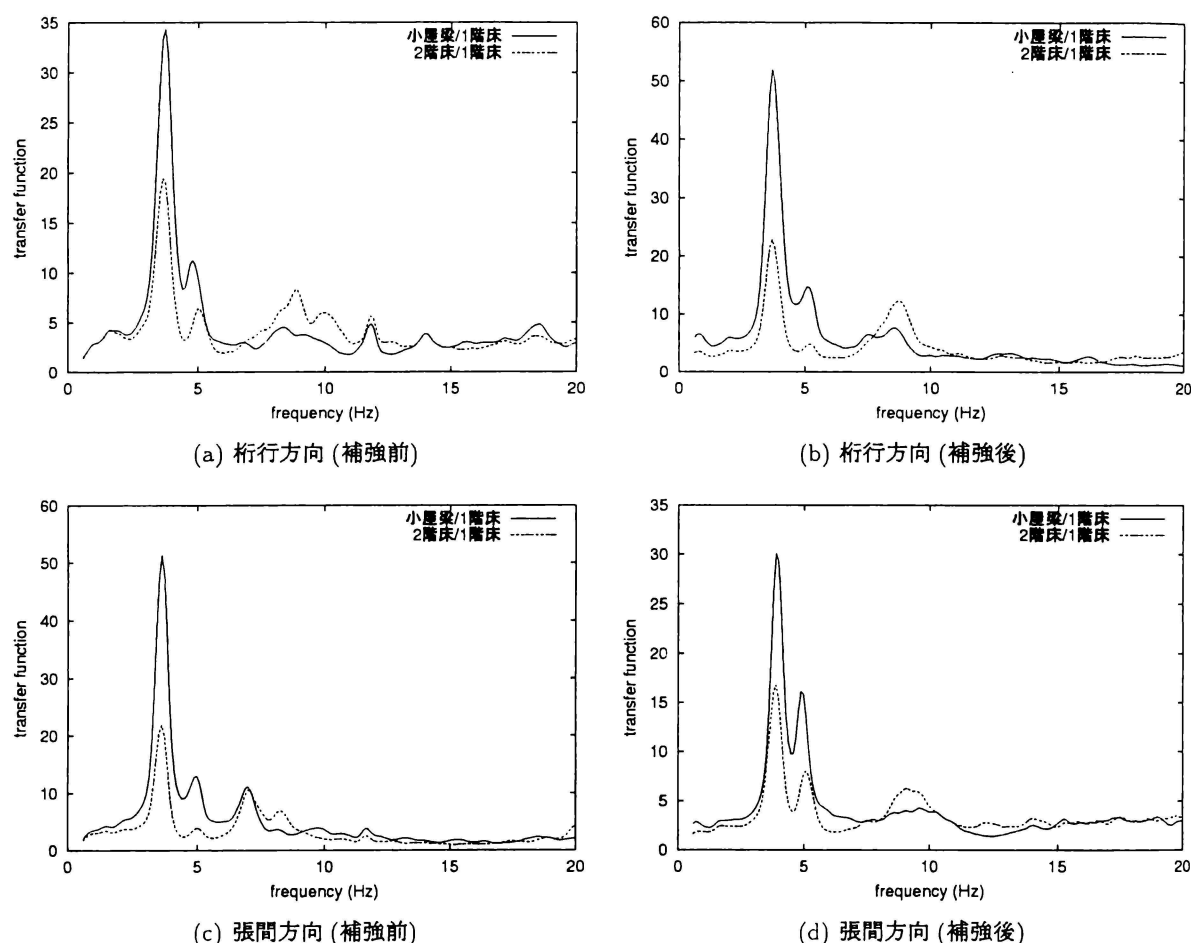 35
30
25
20
15
10
5
0
transfer function
小屋梁/1階床
2階床/1階床
0 5 10 15 20
frequency (Hz)
(a) 桁行方向 (補強前)
60
50
40
30
20
10
0
transfer function
小屋梁/1階床
2階床/1階床
0 5 10 15 20
frequency (Hz)
(b) 桁行方向 (補強後)
60
50
40
30
20
10
0
transfer function
小屋梁/1階床
2階床/1階床
0 5 10 15 20
frequency (Hz)
(c) 張間方向 (補強前)
35
30
25
20
15
10
5
0
transfer function
小屋梁/1階床
2階床/1階床
0 5 10 15 20
frequency (Hz)
(d) 張間方向 (補強後)